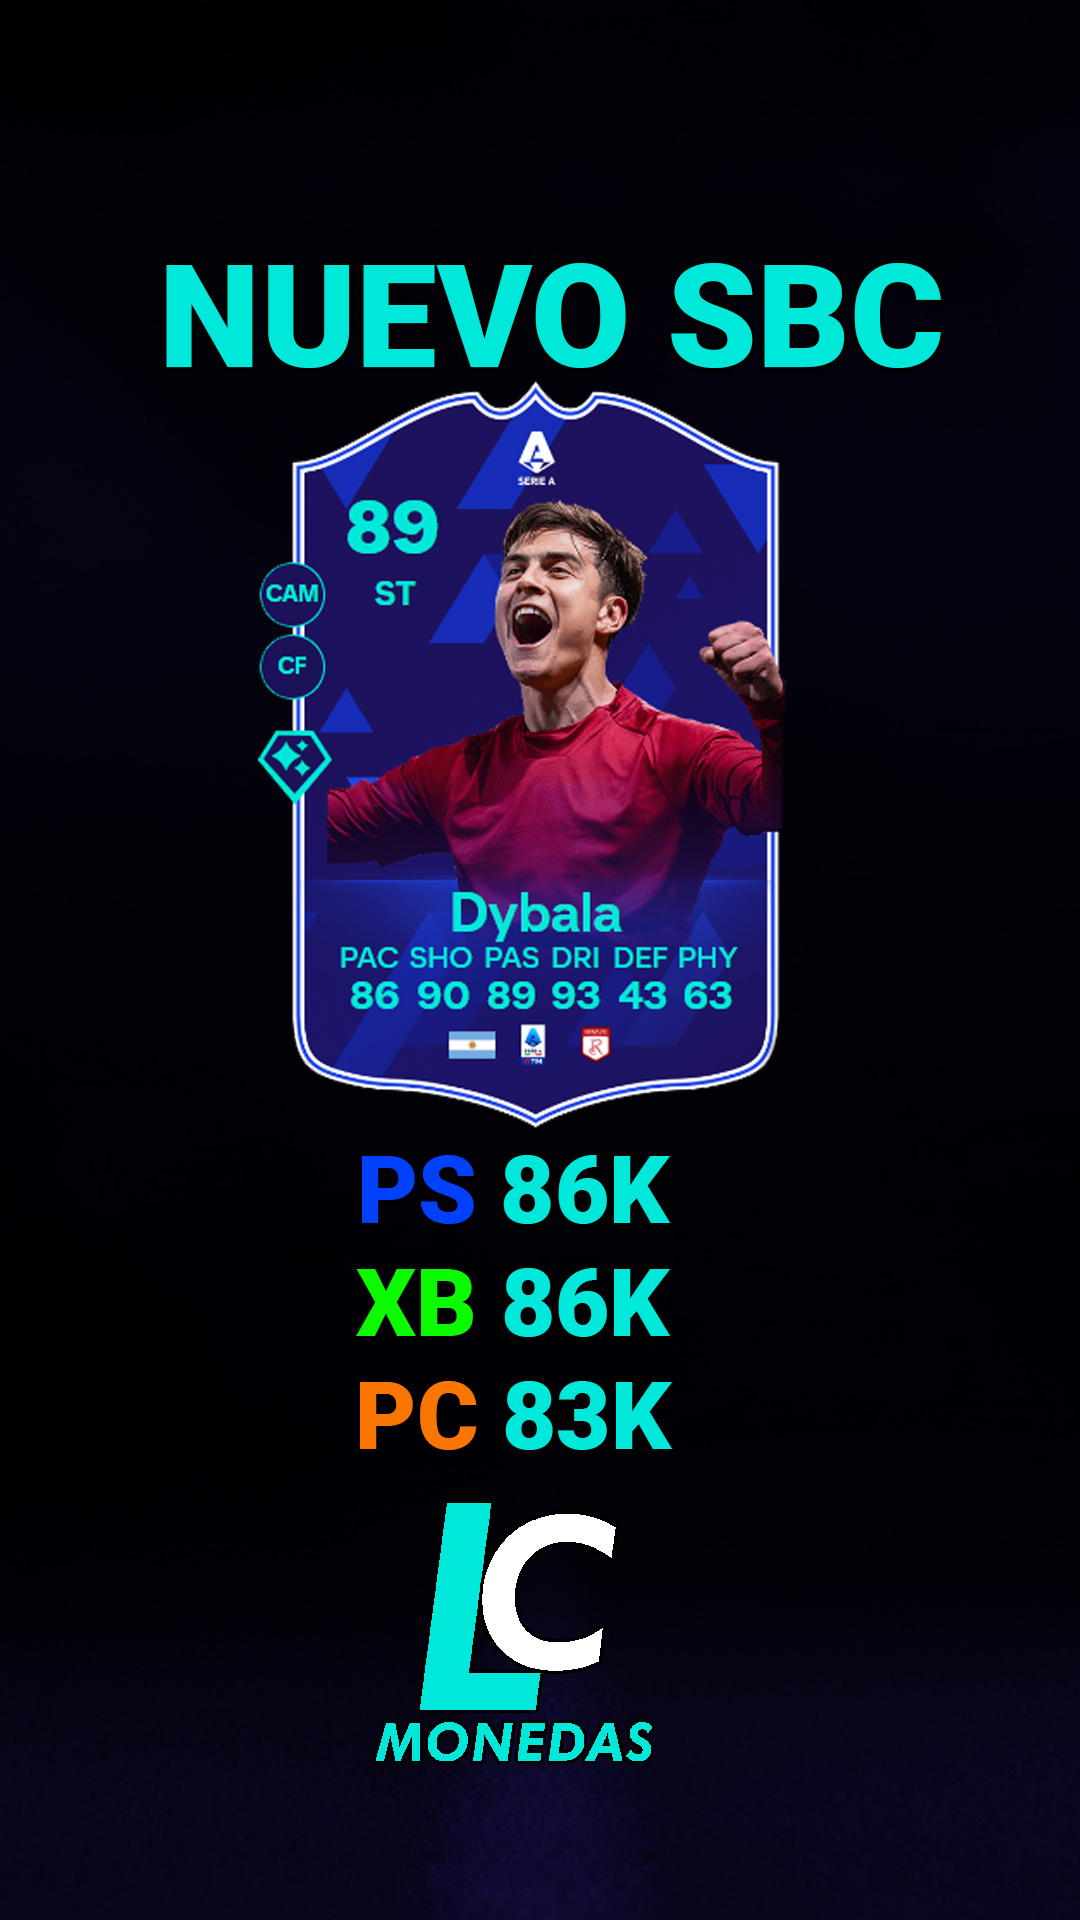 NUEVO SBC
SERIE A
89
ST
CAM
CF
Dybala
PAC SHO PAS DRI DEF PHY
86 90 89 93 43 63
PS 86K
XB 86K
PC 83K
LC
MONEDAS